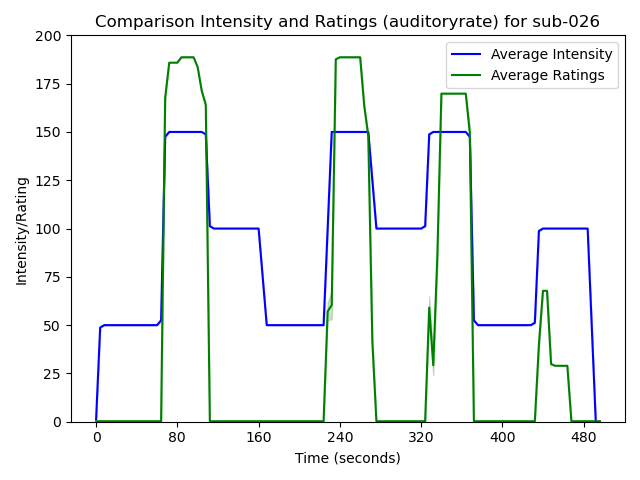 Comparison Intensity and Ratings (auditoryrate) for sub-026
Average Intensity
Average Ratings
Intensity/Rating
200
175
150
125
100
75
50
25
0
0 80 160 240 320 400 480
Time (seconds)